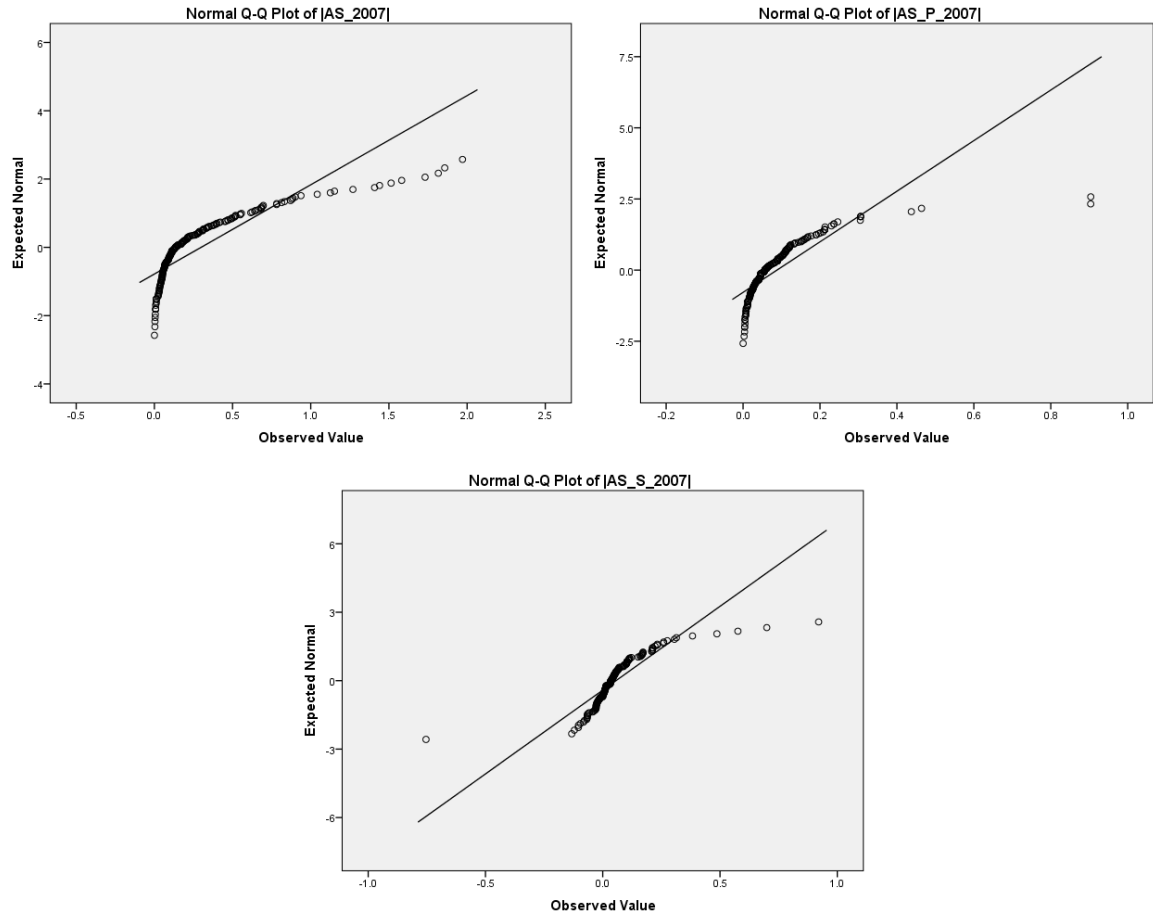 Normal Q-Q Plot of |AS_2007|
6
4
2
0
-2
-4
Expected Normal
-0.5 0.0 0.5 1.0 1.5 2.0 2.5
Observed Value
Normal Q-Q Plot of |AS_P_2007|
7.5
5.0
2.5
0.0
-2.5
Expected Normal
-0.2 0.0 0.2 0.4 0.6 0.8 1.0
Observed Value
Normal Q-Q Plot of |AS_S_2007|
6
3
0
-3
-6
Expected Normal
-1.0 -0.5 0.0 0.5 1.0
Observed Value